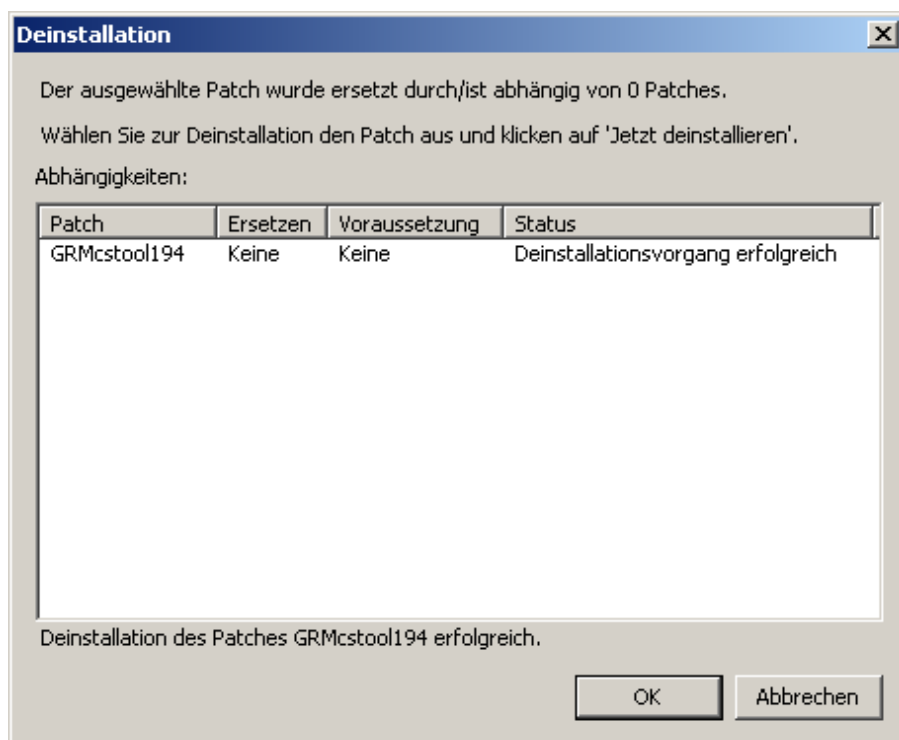 Deinstallation
Der ausgewählte Patch wurde ersetzt durch/ist abhängig von 0 Patches.
Wählen Sie zur Deinstallation den Patch aus und klicken auf 'Jetzt deinstallieren'.
Abhängigkeiten:
Patch Ersetzen Voraussetzung Status
GRMcstool194 Keine Keine Deinstallationsvorgang erfolgreich
Deinstallation des Patches GRMcstool194 erfolgreich.
OK Abbrechen